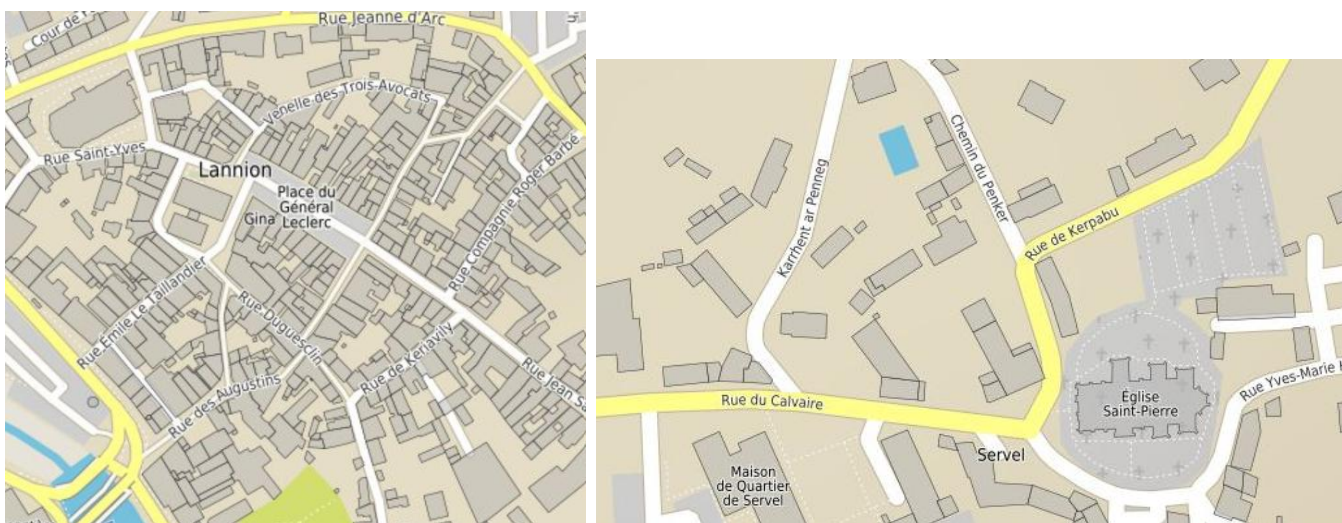 Rue Jeanne d'Arc
Venelle des Trois Avocats
Rue Saint-Yves
Lannion
Place du
Général
Leclerc
Gina
Rue Compagnie Roger Barbé
Rue Émile Le Taillandier
Rue Duguesclin
Rue de Kenavilly
Rue Jean Sa
Rue des Augustins
Cour de
Chemin du Penker
Karrhent ar Penneg
Rue de Kerpabu
Rue du Calvaire
Église
Saint-Pierre
Rue Yves-Marie
Servel
Maison
de Quartier
de Servel